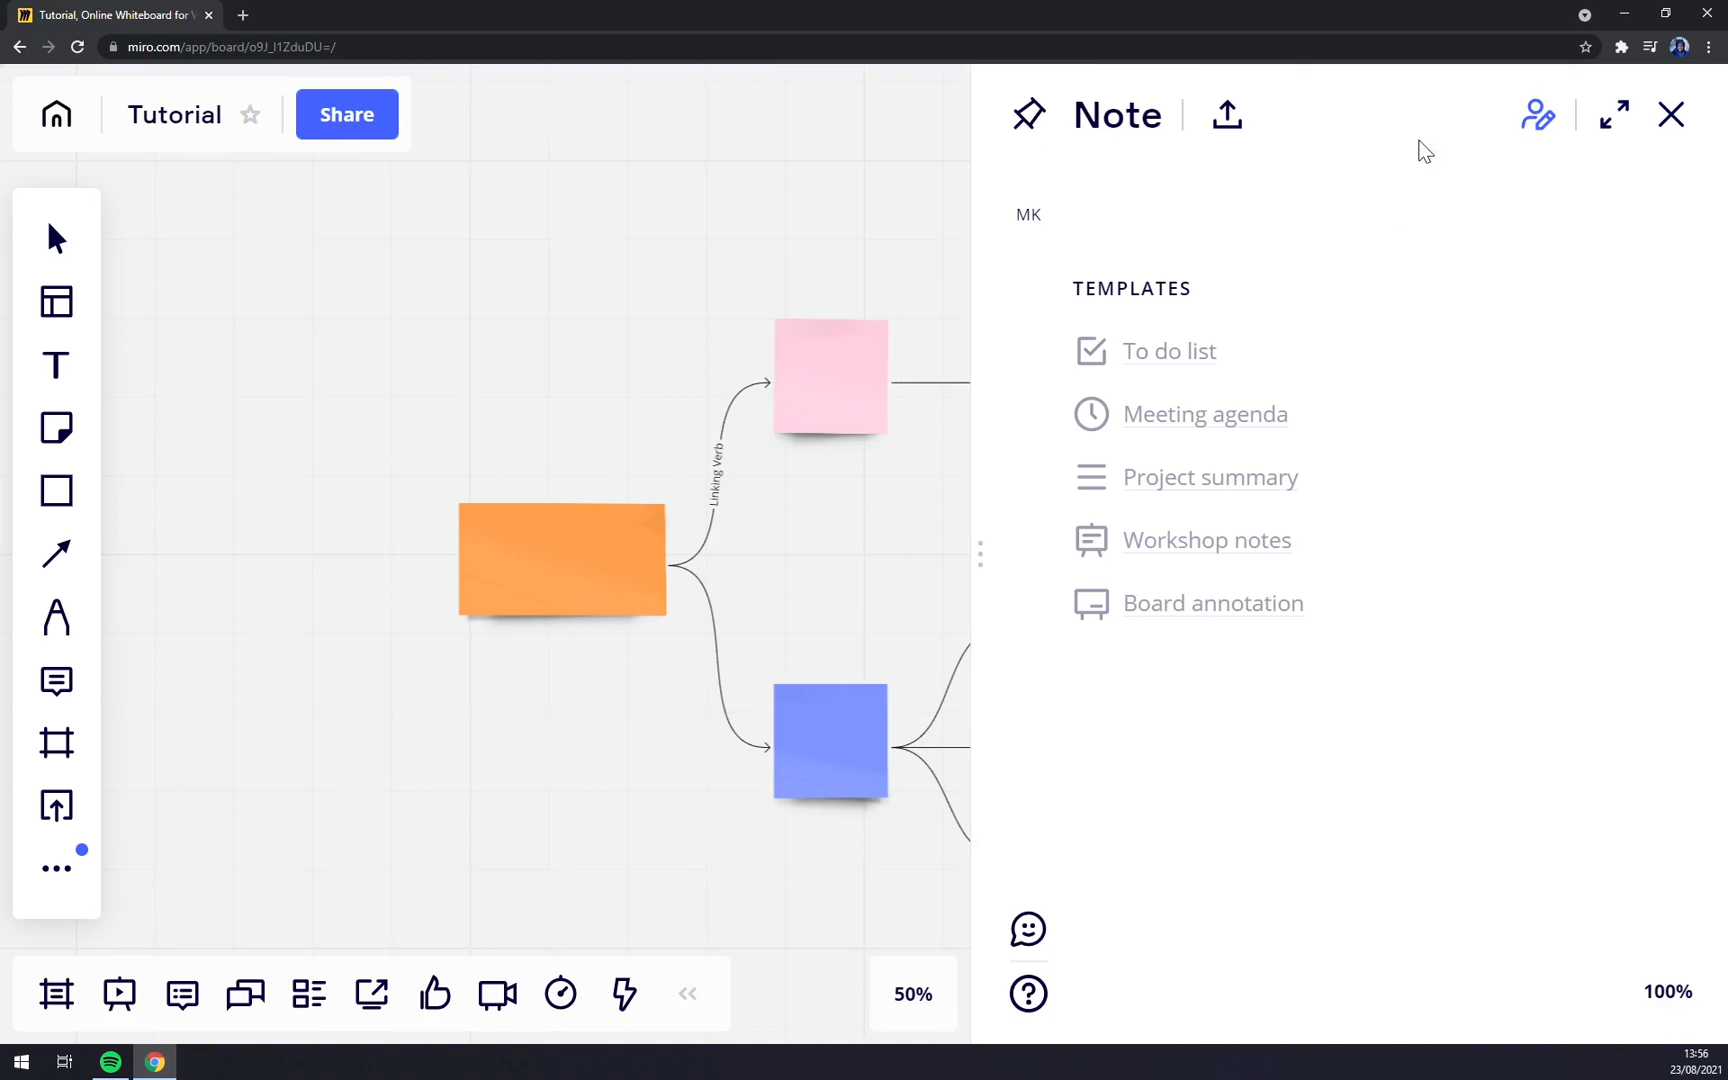 Tutorial, Online Whiteboard for V
miro.com/app/board/o9J_l1ZduDU=/
Tutorial
Share
Note
MK
TEMPLATES
To do list
Meeting agenda
Project summary
Workshop notes
Board annotation
Linking Verb
50%
100%
13:56
23/08/2021